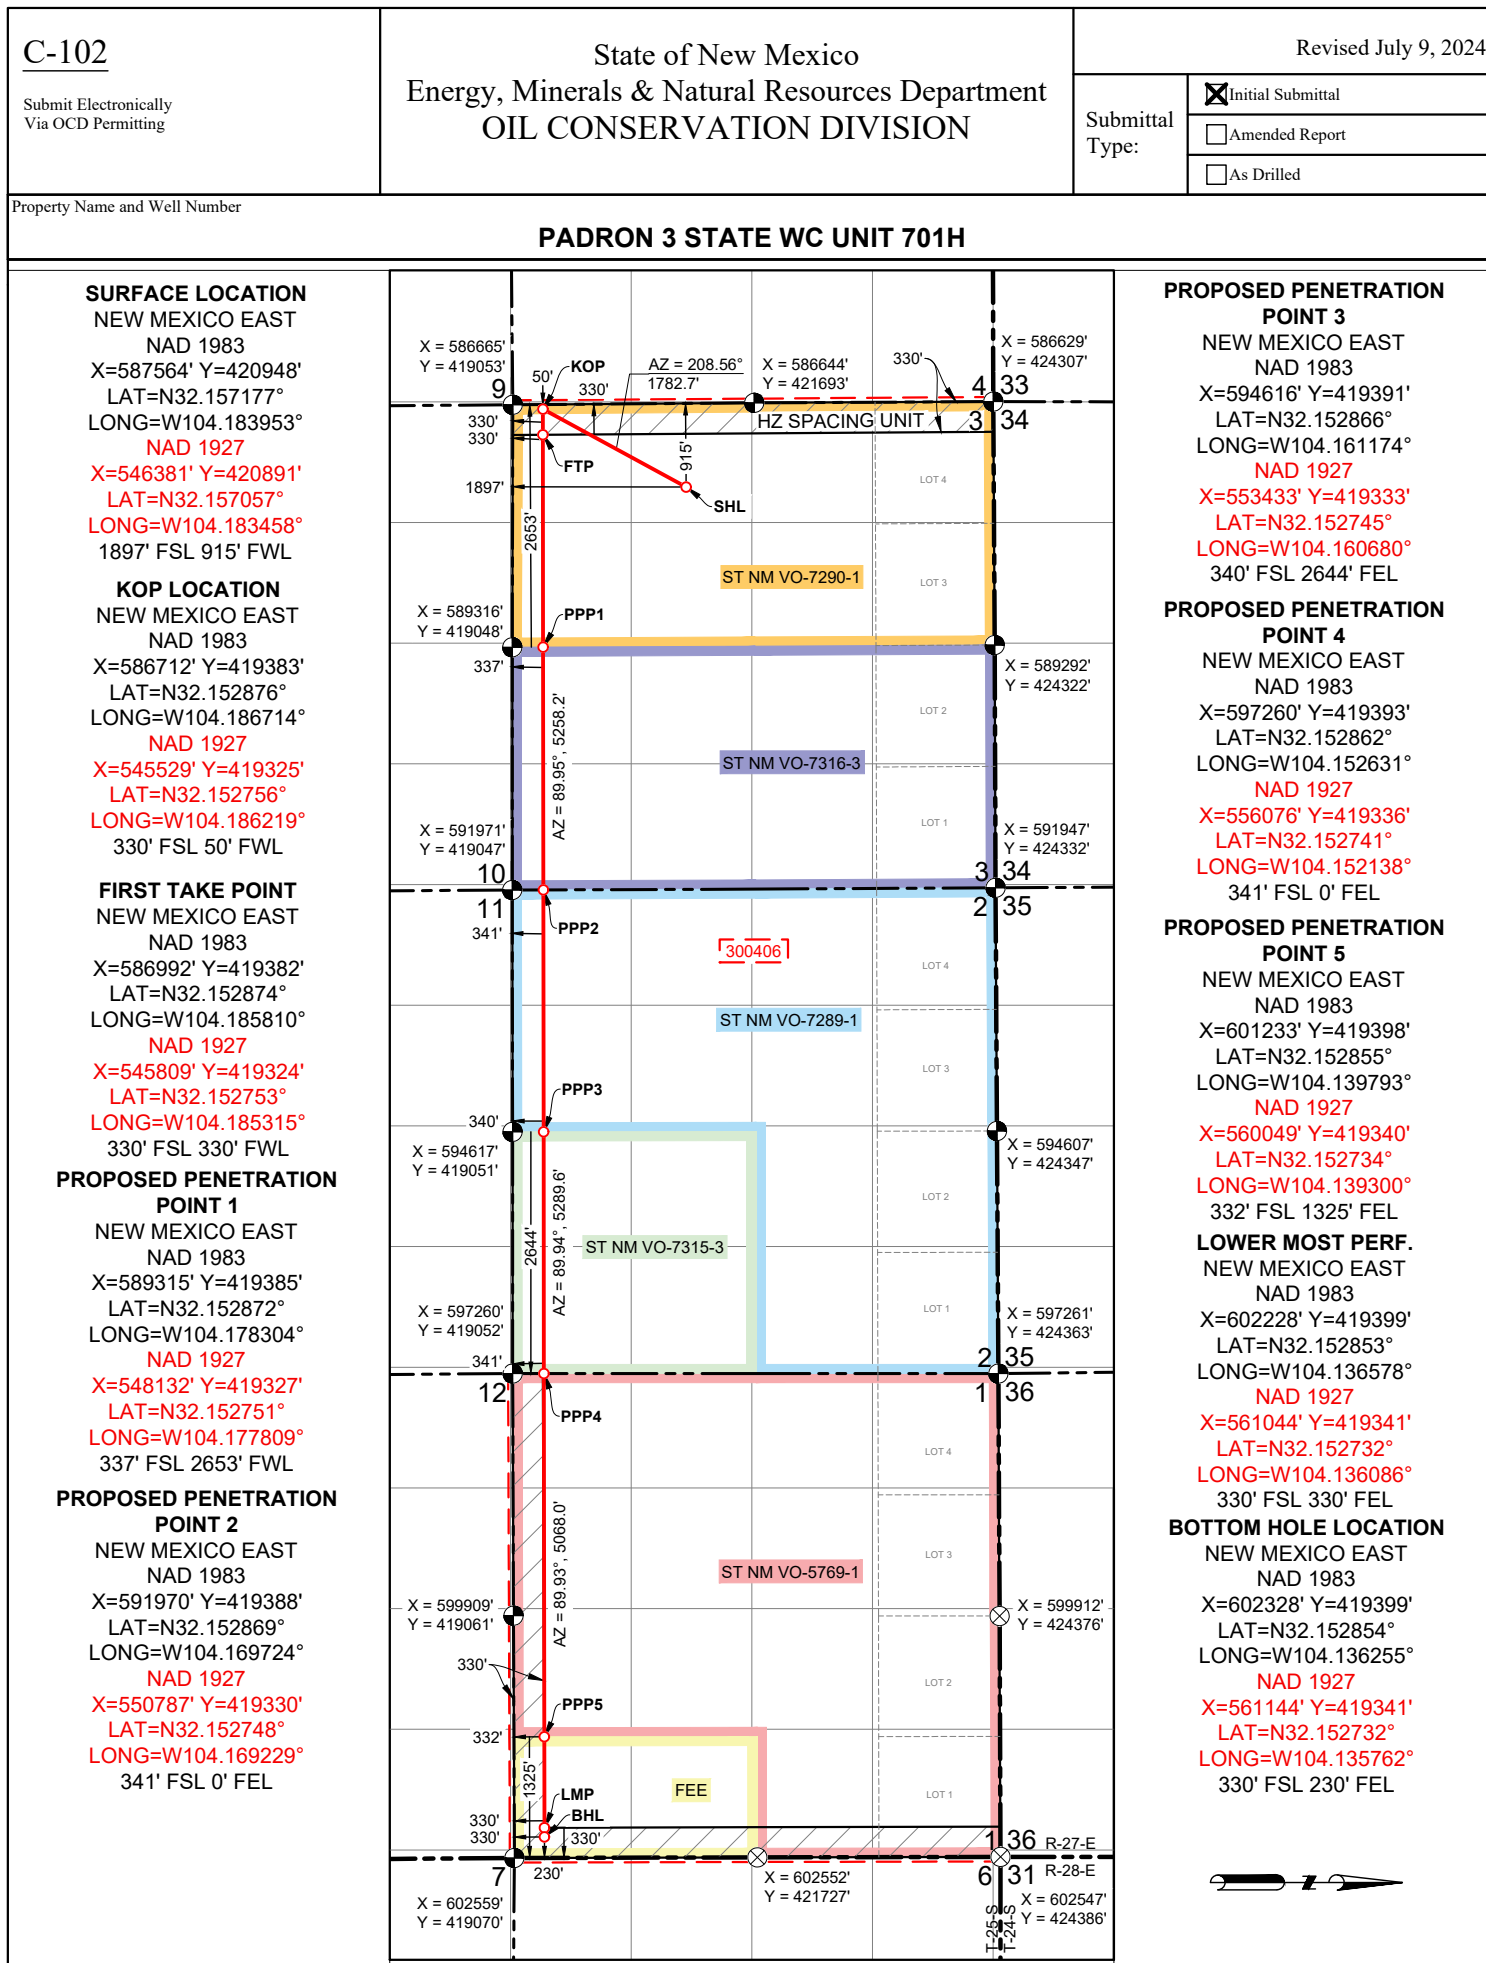 C-102
Submit Electronically
Via OCD Permitting
State of New Mexico
Energy, Minerals & Natural Resources Department
OIL CONSERVATION DIVISION
Revised July 9, 2024
Submittal
Type:
Initial Submittal
Amended Report
As Drilled
Property Name and Well Number
PADRON 3 STATE WC UNIT 701H
SURFACE LOCATION
NEW MEXICO EAST
NAD 1983
X=587564' Y=420948'
LAT=N32.157177°
LONG=W104.183953°
NAD 1927
X=546381' Y=420891'
LAT=N32.157057°
LONG=W104.183458°
1897' FSL 915' FWL
KOP LOCATION
NEW MEXICO EAST
NAD 1983
X=586712' Y=419383'
LAT=N32.152876°
LONG=W104.186714°
NAD 1927
X=545529' Y=419325'
LAT=N32.152756°
LONG=W104.186219°
330' FSL 50' FWL
FIRST TAKE POINT
NEW MEXICO EAST
NAD 1983
X=586992' Y=419382'
LAT=N32.152874°
LONG=W104.185810°
NAD 1927
X=545809' Y=419324'
LAT=N32.152753°
LONG=W104.185315°
330' FSL 330' FWL
PROPOSED PENETRATION
POINT 1
NEW MEXICO EAST
NAD 1983
X=589315' Y=419385'
LAT=N32.152872°
LONG=W104.178304°
NAD 1927
X=548132' Y=419327'
LAT=N32.152751°
LONG=W104.177809°
337' FSL 2653' FWL
PROPOSED PENETRATION
POINT 2
NEW MEXICO EAST
NAD 1983
X=591970' Y=419388'
LAT=N32.152869°
LONG=W104.169724°
NAD 1927
X=550787' Y=419330'
LAT=N32.152748°
LONG=W104.169229°
341' FSL 0' FEL
X = 586665'
Y = 419053'
50'
KOP
330'
AZ = 208.56°
1782.7'
X = 586644'
Y = 421693'
330'
X = 586629'
Y = 424307'
9
4
33
330'
HZ SPACING UNIT
3
34
330'
FTP
915'
LOT 4
1897'
SHL
2653'
ST NM VO-7290-1
LOT 3
X = 589316'
Y = 419048'
PPP1
337'
X = 589292'
Y = 424322'
LOT 2
AZ = 89.95°, 5258.2'
ST NM VO-7316-3
X = 591971'
Y = 419047'
LOT 1
X = 591947'
Y = 424332'
10
3
34
11
2
35
341'
PPP2
300406
LOT 4
ST NM VO-7289-1
LOT 3
PPP3
340'
X = 594617'
Y = 419051'
X = 594607'
Y = 424347'
LOT 2
2644'
AZ = 89.94°, 5289.6'
ST NM VO-7315-3
X = 597260'
Y = 419052'
LOT 1
X = 597261'
Y = 424363'
341'
2
35
12
1
36
PPP4
LOT 4
AZ = 89.93°, 5068.0'
ST NM VO-5769-1
LOT 3
X = 599909'
Y = 419061'
X = 599912'
Y = 424376'
330'
LOT 2
PPP5
332'
1325'
FEE
LMP
LOT 1
BHL
330'
330'
330'
1
36
R-27-E
7
230'
6
31
R-28-E
X = 602559'
Y = 419070'
X = 602552'
Y = 421727'
T-25-S
T-24-S
X = 602547'
Y = 424386'
PROPOSED PENETRATION
POINT 3
NEW MEXICO EAST
NAD 1983
X=594616' Y=419391'
LAT=N32.152866°
LONG=W104.161174°
NAD 1927
X=553433' Y=419333'
LAT=N32.152745°
LONG=W104.160680°
340' FSL 2644' FEL
PROPOSED PENETRATION
POINT 4
NEW MEXICO EAST
NAD 1983
X=597260' Y=419393'
LAT=N32.152862°
LONG=W104.152631°
NAD 1927
X=556076' Y=419336'
LAT=N32.152741°
LONG=W104.152138°
341' FSL 0' FEL
PROPOSED PENETRATION
POINT 5
NEW MEXICO EAST
NAD 1983
X=601233' Y=419398'
LAT=N32.152855°
LONG=W104.139793°
NAD 1927
X=560049' Y=419340'
LAT=N32.152734°
LONG=W104.139300°
332' FSL 1325' FEL
LOWER MOST PERF.
NEW MEXICO EAST
NAD 1983
X=602228' Y=419399'
LAT=N32.152853°
LONG=W104.136578°
NAD 1927
X=561044' Y=419341'
LAT=N32.152732°
LONG=W104.136086°
330' FSL 330' FEL
BOTTOM HOLE LOCATION
NEW MEXICO EAST
NAD 1983
X=602328' Y=419399'
LAT=N32.152854°
LONG=W104.136255°
NAD 1927
X=561144' Y=419341'
LAT=N32.152732°
LONG=W104.135762°
330' FSL 230' FEL
Z